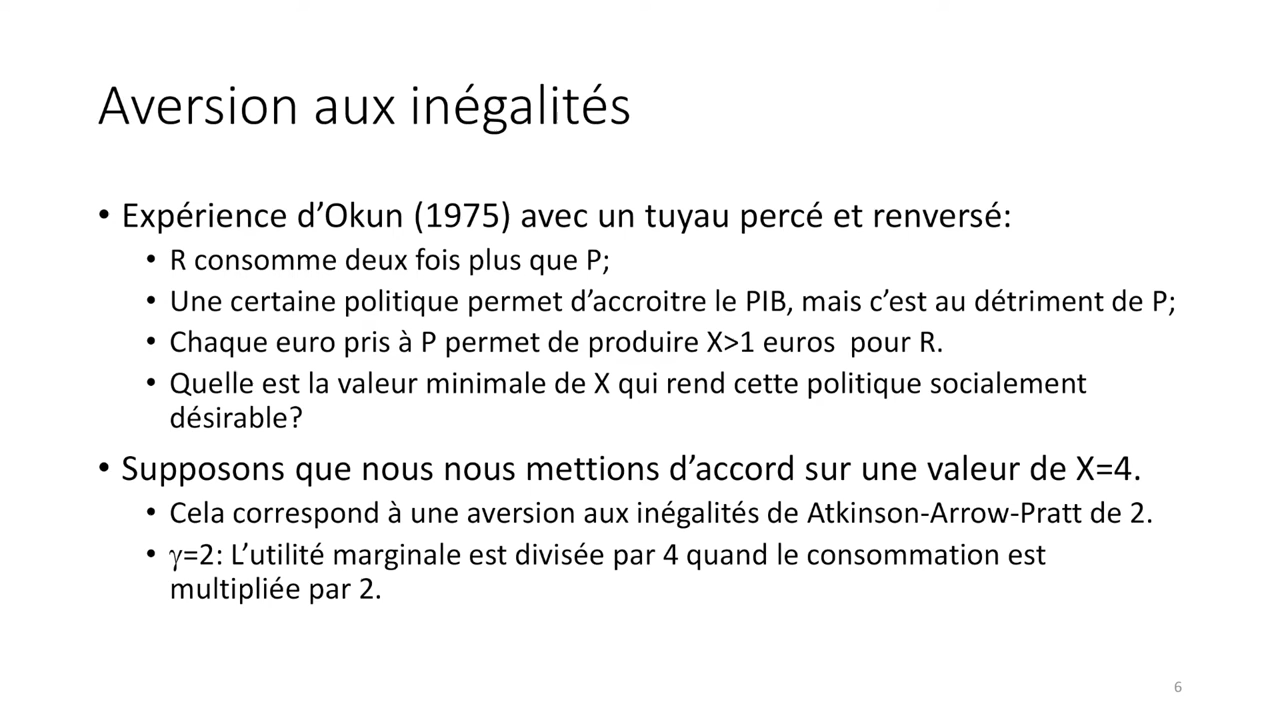 Aversion aux inégalités
• Expérience d’Okun (1975) avec un tuyau percé et renversé:
• R consomme deux fois plus que P;
• Une certaine politique permet d’accroitre le PIB, mais c’est au détriment de P;
• Chaque euro pris à P permet de produire X>1 euros pour R.
• Quelle est la valeur minimale de X qui rend cette politique socialement
désirable?
• Supposons que nous nous mettions d’accord sur une valeur de X=4.
• Cela correspond à une aversion aux inégalités de Atkinson-Arrow-Pratt de 2.
• γ=2: L’utilité marginale est divisée par 4 quand le consommation est
multipliée par 2.
6